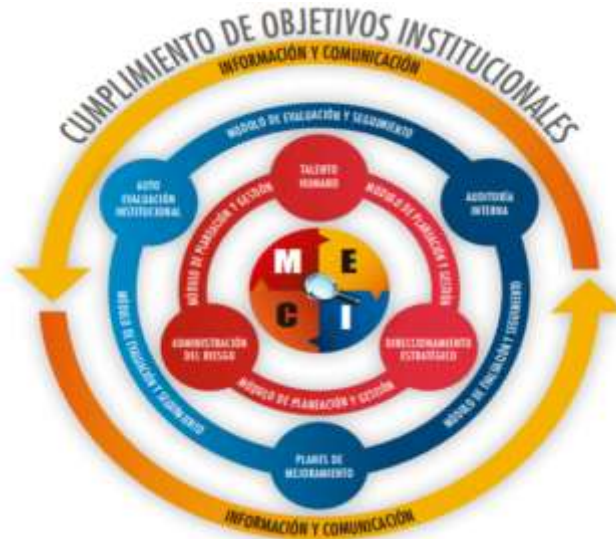 CUMPLIMIENTO DE OBJETIVOS INSTITUCIONALES
INFORMACIÓN Y COMUNICACIÓN
MÓDULO DE EVALUACIÓN Y SEGUIMIENTO
AUTO
EVALUACIÓN
INSTITUCIONAL
TALENTO
HUMANO
AUDITORÍA
INTERNA
MÓDULO DE PLANEACIÓN Y GESTIÓN
MÓDULO DE PLANEACIÓN Y GESTIÓN
M E
C I
ADMINISTRACIÓN
DEL RIESGO
DIRECCIONAMIENTO
ESTRATÉGICO
MÓDULO DE PLANEACIÓN Y GESTIÓN
MÓDULO DE EVALUACIÓN Y SEGUIMIENTO
MÓDULO DE EVALUACIÓN Y SEGUIMIENTO
PLANES DE
MEJORAMIENTO
INFORMACIÓN Y COMUNICACIÓN